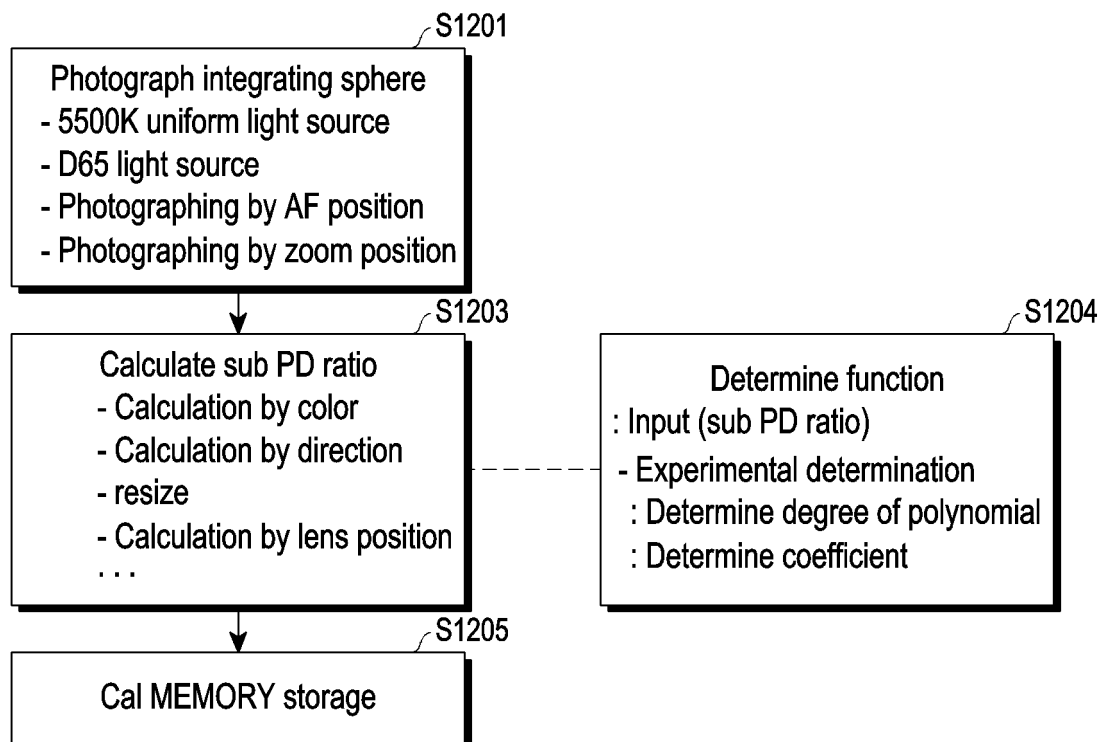 S1201
Photograph integrating sphere
- 5500K uniform light source
- D65 light source
- Photographing by AF position
- Photographing by zoom position
S1203
Calculate sub PD ratio
- Calculation by color
- Calculation by direction
- resize
- Calculation by lens position
. . .
S1204
Determine function
: Input (sub PD ratio)
- Experimental determination
: Determine degree of polynomial
: Determine coefficient
S1205
Cal MEMORY storage